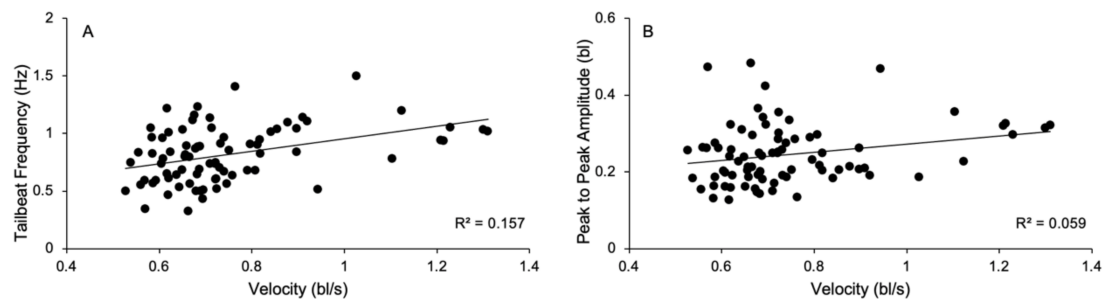 A
Tailbeat Frequency (Hz)
2
1.5
1
0.5
0
0.4
0.6
0.8
1
1.2
1.4
Velocity (bl/s)
R² = 0.157
B
Peak to Peak Amplitude (bl)
0.6
0.4
0.2
0
0.4
0.6
0.8
1
1.2
1.4
Velocity (bl/s)
R² = 0.059